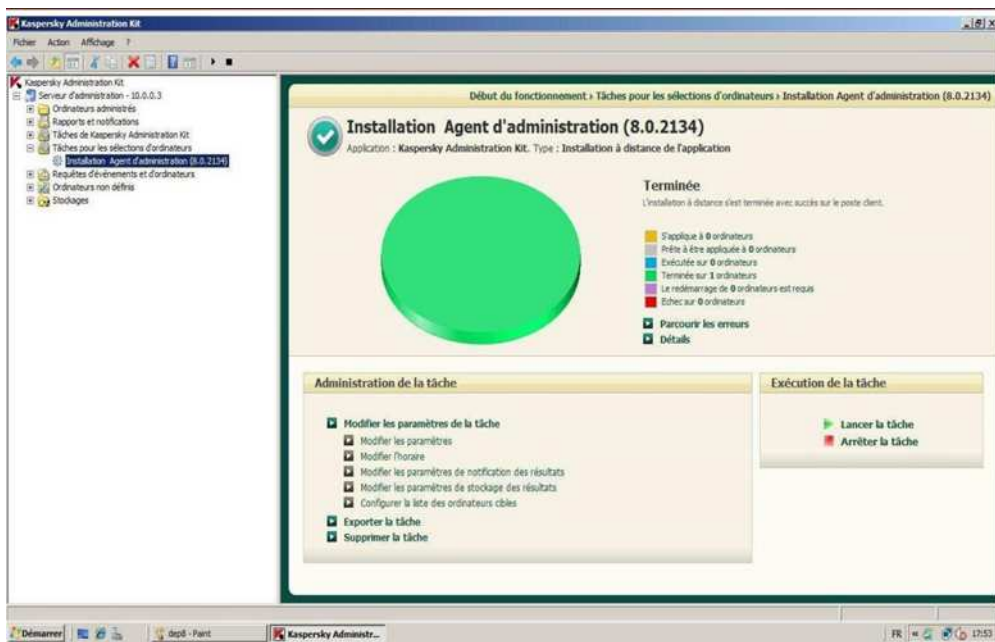 Kaspersky Administration Kit
Fichier Action Affichage ?
Kaspersky Administration Kit
Serveur d'administration - 10.0.0.3
Ordinateurs administrés
Rapports et notifications
Tâches de Kaspersky Administration Kit
Tâches pour les sélections d'ordinateurs
Installation Agent d'administration (8.0.2134)
Requêtes d'événements et d'ordinateurs
Ordinateurs non définis
Stockages
Début du fonctionnement › Tâches pour les sélections d'ordinateurs › Installation Agent d'administration (8.0.2134)
Installation Agent d'administration (8.0.2134)
Application : Kaspersky Administration Kit. Type : Installation à distance de l'application
Terminée
L'installation à distance s'est terminée avec succès sur le poste client.
S'applique à 0 ordinateurs
Prête à être appliquée à 0 ordinateurs
Exécutée sur 0 ordinateurs
Terminée sur 1 ordinateurs
Le redémarrage de 0 ordinateurs est requis
Echec sur 0 ordinateurs
Parcourir les erreurs
Détails
Administration de la tâche
Modifier les paramètres de la tâche
Modifier les paramètres
Modifier l'horaire
Modifier les paramètres de notification des résultats
Modifier les paramètres de stockage des résultats
Configurer la liste des ordinateurs cibles
Exporter la tâche
Supprimer la tâche
Exécution de la tâche
Lancer la tâche
Arrêter la tâche
Démarrer
dep8 - Paint
Kaspersky Administr...
FR
17:53